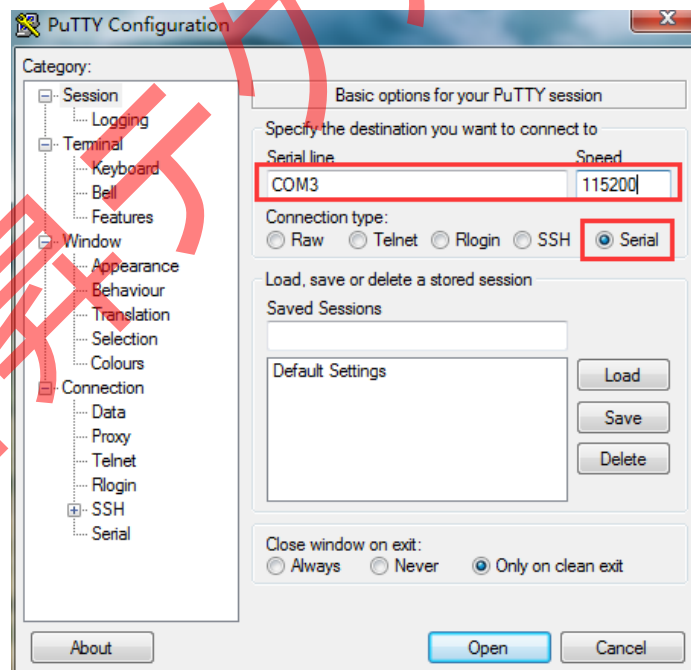 PuTTY Configuration
Category:
Session
Logging
Terminal
Keyboard
Bell
Features
Window
Appearance
Behaviour
Translation
Selection
Colours
Connection
Data
Proxy
Telnet
Rlogin
SSH
Serial
Basic options for your PuTTY session
Specify the destination you want to connect to
Serial line Speed
COM3 115200
Connection type:
Raw Telnet Rlogin SSH Serial
Load, save or delete a stored session
Saved Sessions
Default Settings
Load
Save
Delete
Close window on exit:
Always Never Only on clean exit
About Open Cancel